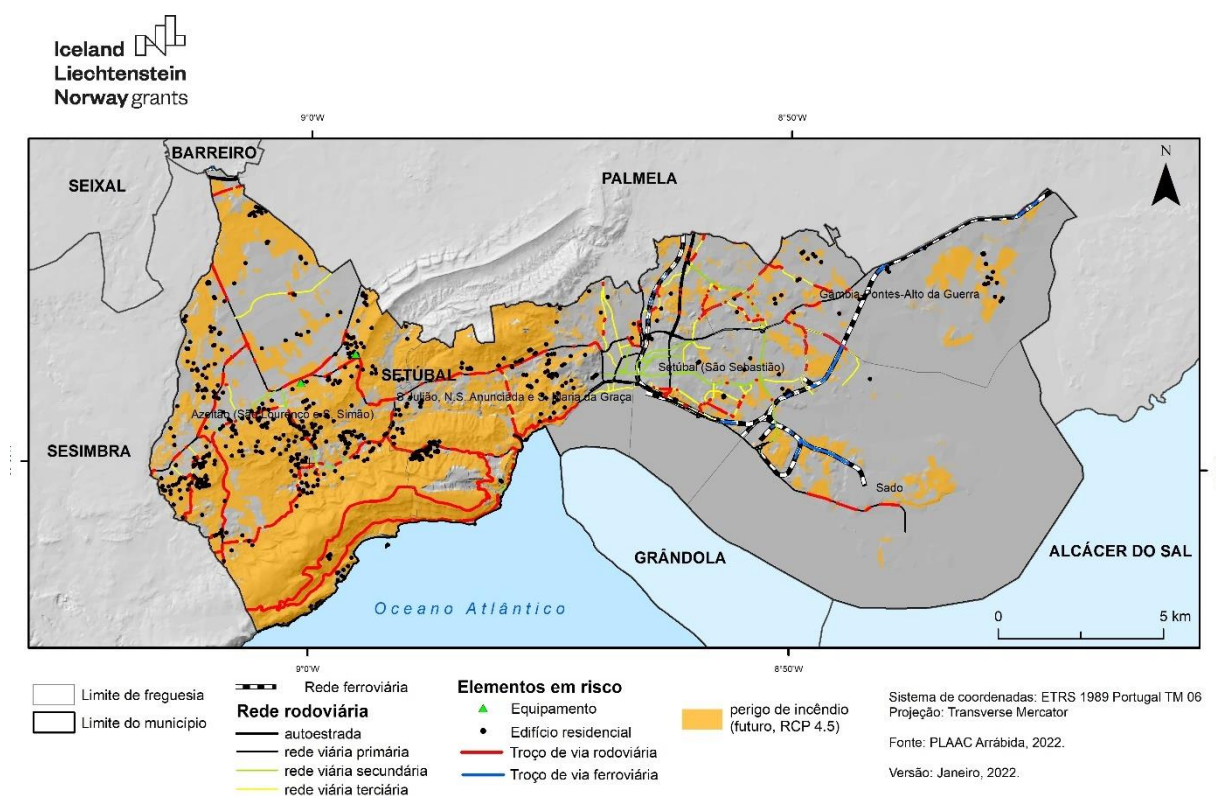 Iceland
Liechtenstein
Norway grants
9°0'W
8°50'W
BARREIRO
SEIXAL
PALMELA
N
Gâmbia-Pontes-Alto da Guerra
SETÚBAL
Setúbal (São Sebastião)
S. Julião, N.S. Anunciada e S. Maria da Graça
Azeitão (São Lourenço e S. Simão)
SESIMBRA
Sado
GRÂNDOLA
ALCÁCER DO SAL
Oceano Atlântico
0
5 km
9°0'W
8°50'W
Limite de freguesia
Limite do município
Rede ferroviária
Rede rodoviária
autoestrada
rede viária primária
rede viária secundária
rede viária terciária
Elementos em risco
Equipamento
Edifício residencial
Troço de via rodoviária
Troço de via ferroviária
perigo de incêndio
(futuro, RCP 4.5)
Sistema de coordenadas: ETRS 1989 Portugal TM 06
Projeção: Transverse Mercator
Fonte: PLAAC Arrábida, 2022.
Versão: Janeiro, 2022.